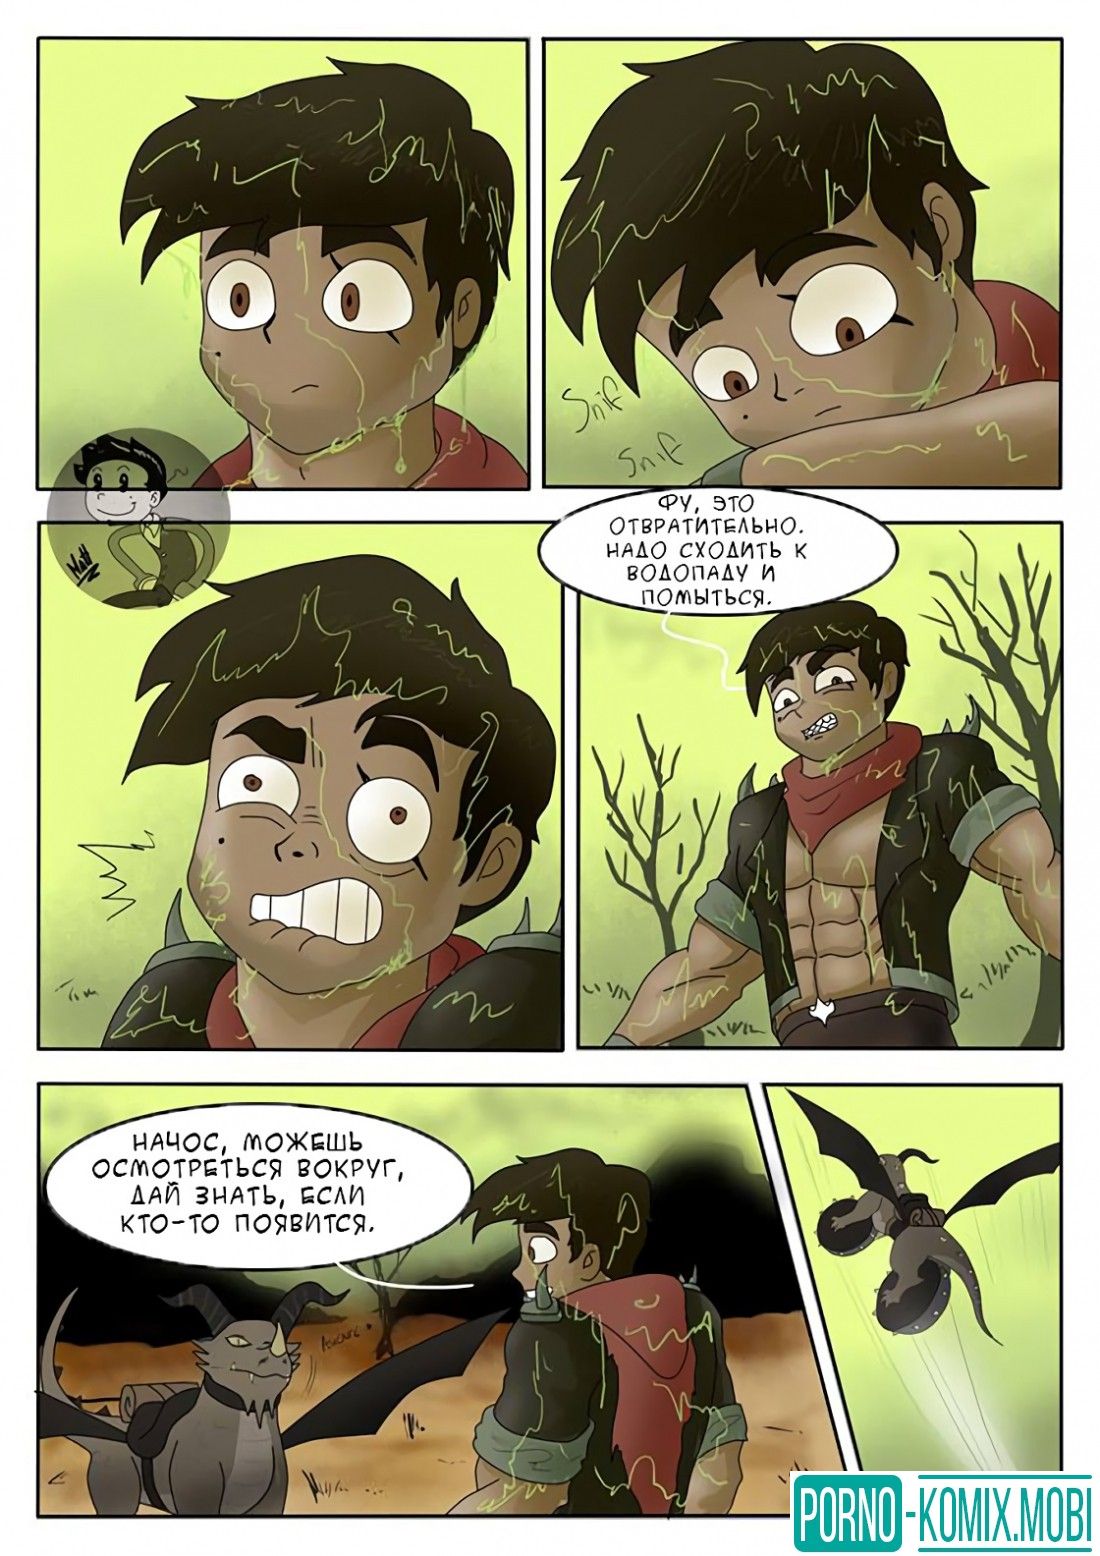 Snif
Snif
ФУ, ЭТО
ОТВРАТИТЕЛЬНО.
НАДО СХОДИТЬ К
ВОДОПАДУ И
ПОМЫТЬСЯ.
НАЧОС, МОЖЕШЬ
ОСМОТРЕТЬСЯ ВОКРУГ,
ДАЙ ЗНАТЬ, ЕСЛИ
КТО-ТО ПОЯВИТСЯ.
PORNO-KOMIX.MOBI